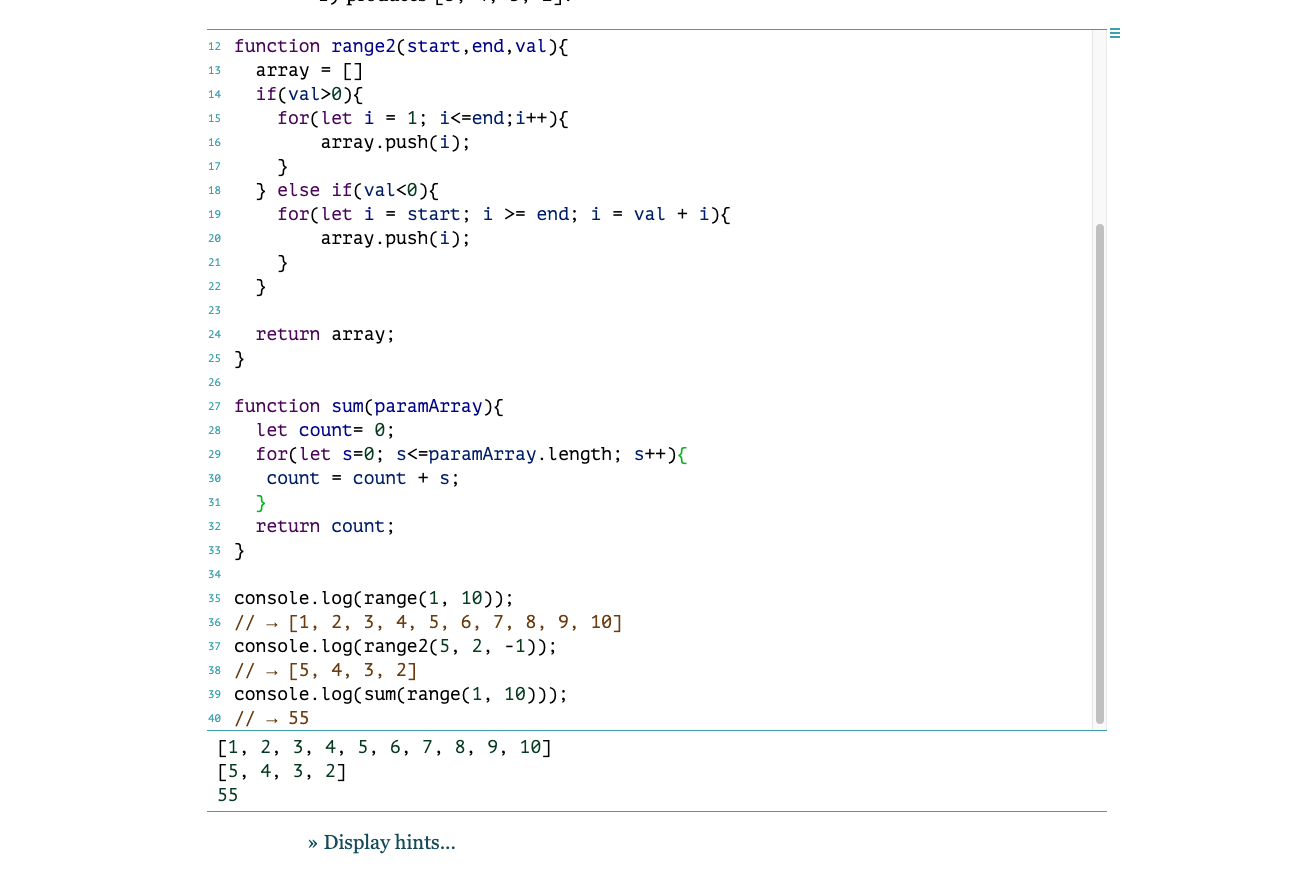 12 function range2(start,end,val){
13   array = []
14   if(val>0){
15     for(let i = 1; i<=end;i++){
16         array.push(i);
17     }
18   } else if(val<0){
19     for(let i = start; i >= end; i = val + i){
20         array.push(i);
21     }
22   }
23
24   return array;
25 }
26
27 function sum(paramArray){
28   let count= 0;
29   for(let s=0; s<=paramArray.length; s++){
30    count = count + s;
31   }
32   return count;
33 }
34
35 console.log(range(1, 10));
36 // → [1, 2, 3, 4, 5, 6, 7, 8, 9, 10]
37 console.log(range2(5, 2, -1));
38 // → [5, 4, 3, 2]
39 console.log(sum(range(1, 10)));
40 // → 55
[1, 2, 3, 4, 5, 6, 7, 8, 9, 10]
[5, 4, 3, 2]
55
» Display hints...